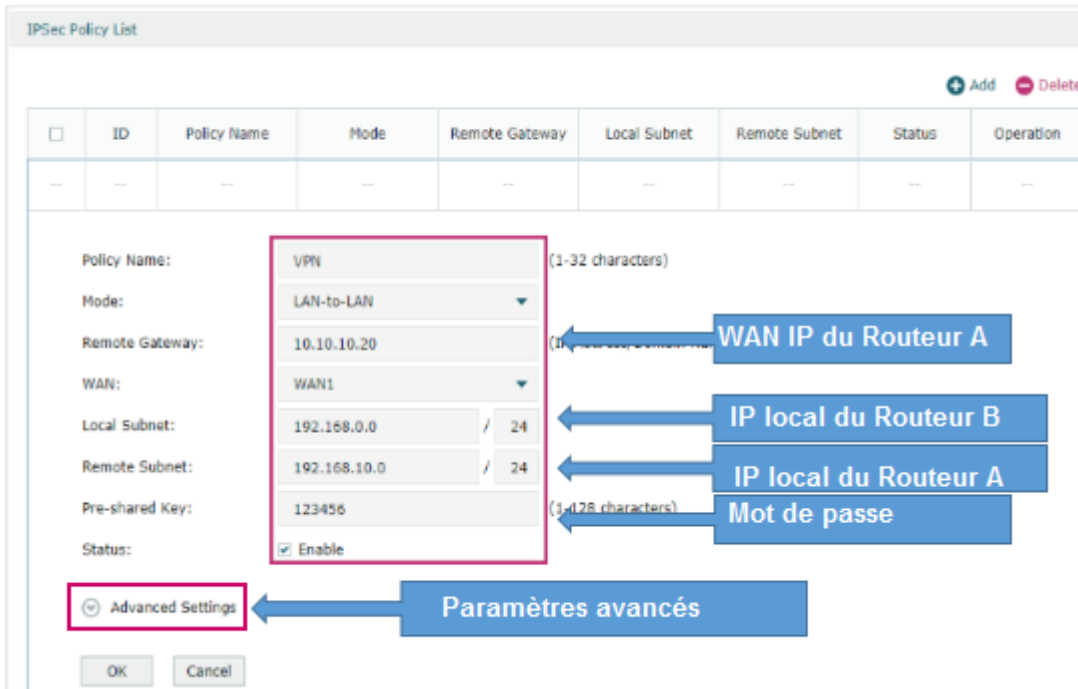 IPSec Policy List
Add Delete
ID Policy Name Mode Remote Gateway Local Subnet Remote Subnet Status Operation
-- -- -- -- -- -- -- -- --
Policy Name: VPN (1-32 characters)
Mode: LAN-to-LAN
Remote Gateway: 10.10.10.20 WAN IP du Routeur A
WAN: WAN1
Local Subnet: 192.168.0.0 / 24 IP local du Routeur B
Remote Subnet: 192.168.10.0 / 24 IP local du Routeur A
Pre-shared Key: 123456 (1-128 characters) Mot de passe
Status: Enable
Advanced Settings Paramètres avancés
OK Cancel